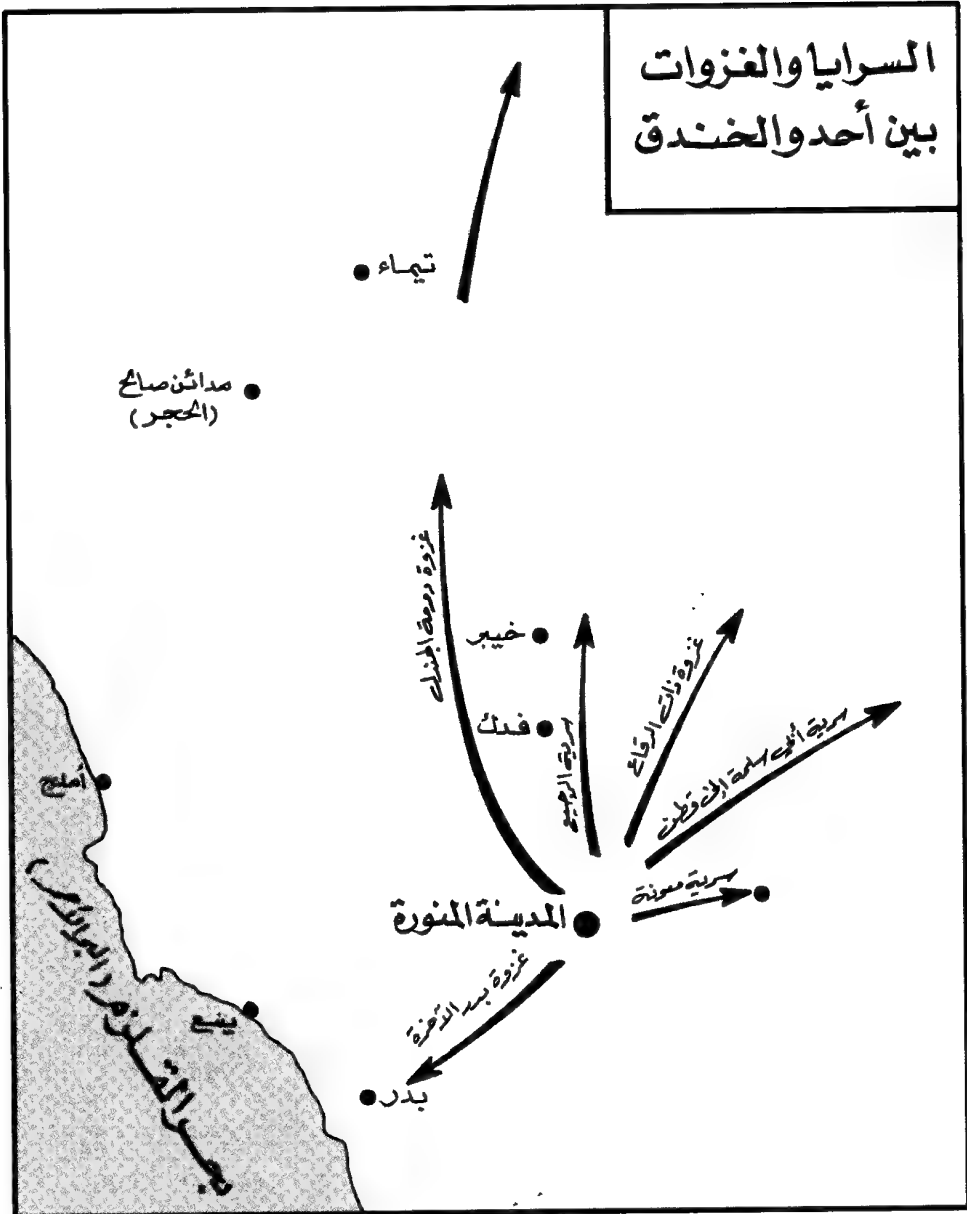 السرايا والغزوات
بين أحد والخندق
تيماء
مدائن صالح
(الحجر)
غزوة دومة الجندل
خيبر
فدك
سرية الرجيع
غزوة ذات الرقاع
سرية أبي سلمة إلى قطن
سرية معونة
أملج
المدينة المنورة
غزوة بدر الآخرة
ينبع
بدر
بحر القلزم (البحر الأحمر)